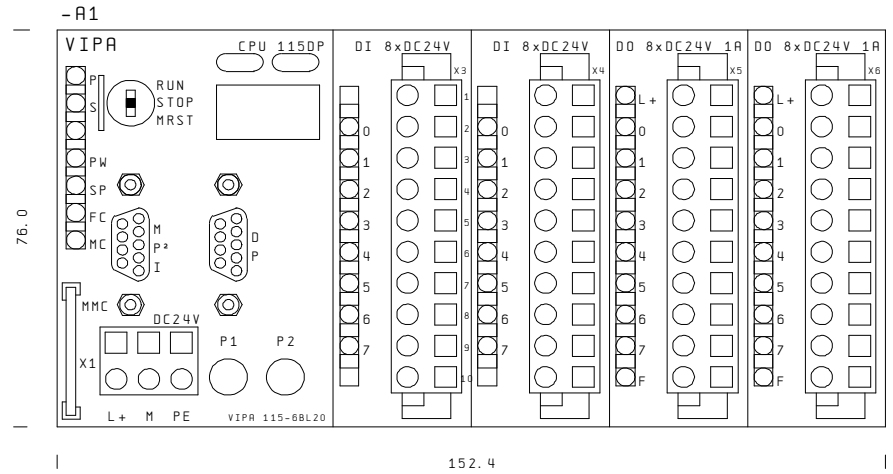 -A1
VIPA CPU 115DP DI 8xDC24V DI 8xDC24V DO 8xDC24V 1A DO 8xDC24V 1A
X3 X4 X5 X6
P RUN
S STOP
MRST
PW
SP
FC
MC
M
P²
I
D
P
MMC
DC24V
X1
P1 P2
L+ M PE
VIPA 115-6BL20
0
1
2
3
4
5
6
7
1
2
3
4
5
6
7
8
9
10
0
1
2
3
4
5
6
7
L+
0
1
2
3
4
5
6
7
F
L+
0
1
2
3
4
5
6
7
F
76.0
152.4